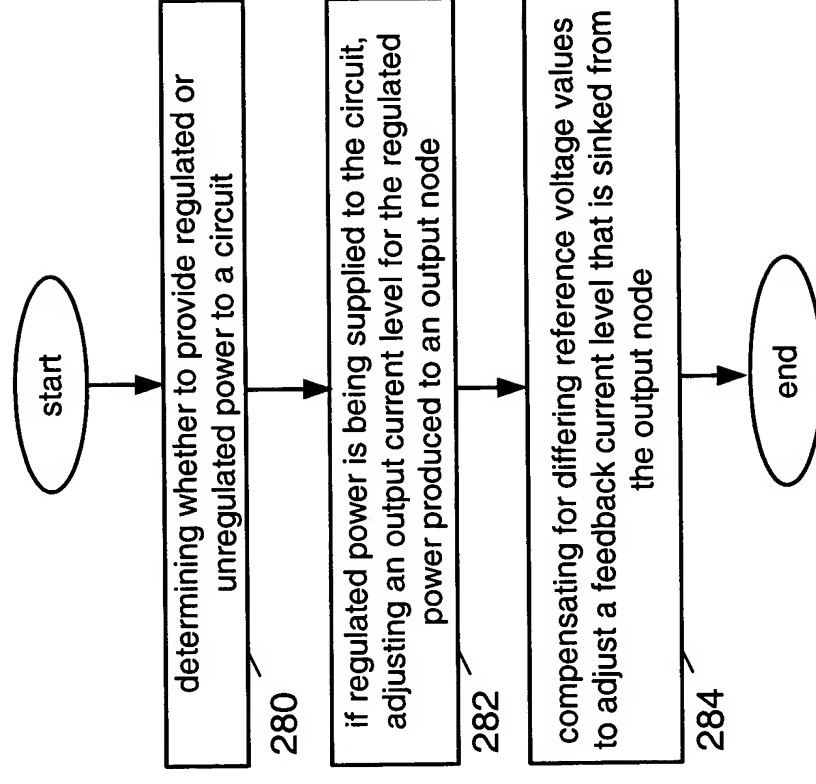 start
determining whether to provide regulated or
unregulated power to a circuit
280
if regulated power is being supplied to the circuit,
adjusting an output current level for the regulated
power produced to an output node
282
compensating for differing reference voltage values
to adjust a feedback current level that is sinked from
the output node
284
end